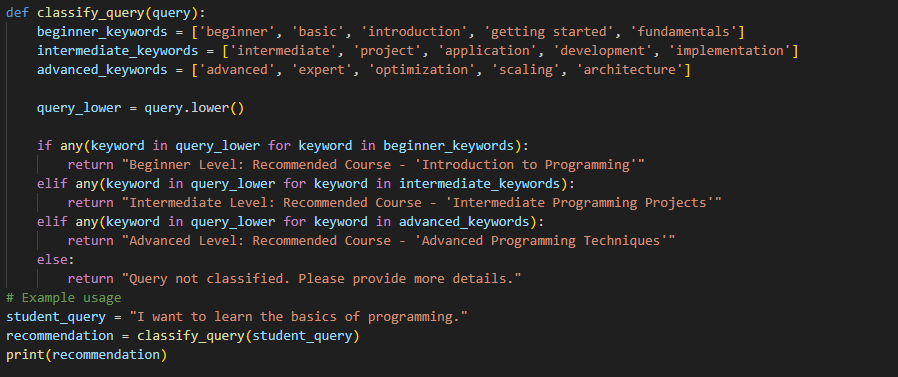 def classify_query(query):
    beginner_keywords = ['beginner', 'basic', 'introduction', 'getting started', 'fundamentals']
    intermediate_keywords = ['intermediate', 'project', 'application', 'development', 'implementation']
    advanced_keywords = ['advanced', 'expert', 'optimization', 'scaling', 'architecture']

    query_lower = query.lower()

    if any(keyword in query_lower for keyword in beginner_keywords):
        return "Beginner Level: Recommended Course - 'Introduction to Programming'"
    elif any(keyword in query_lower for keyword in intermediate_keywords):
        return "Intermediate Level: Recommended Course - 'Intermediate Programming Projects'"
    elif any(keyword in query_lower for keyword in advanced_keywords):
        return "Advanced Level: Recommended Course - 'Advanced Programming Techniques'"
    else:
        return "Query not classified. Please provide more details."
# Example usage
student_query = "I want to learn the basics of programming."
recommendation = classify_query(student_query)
print(recommendation)